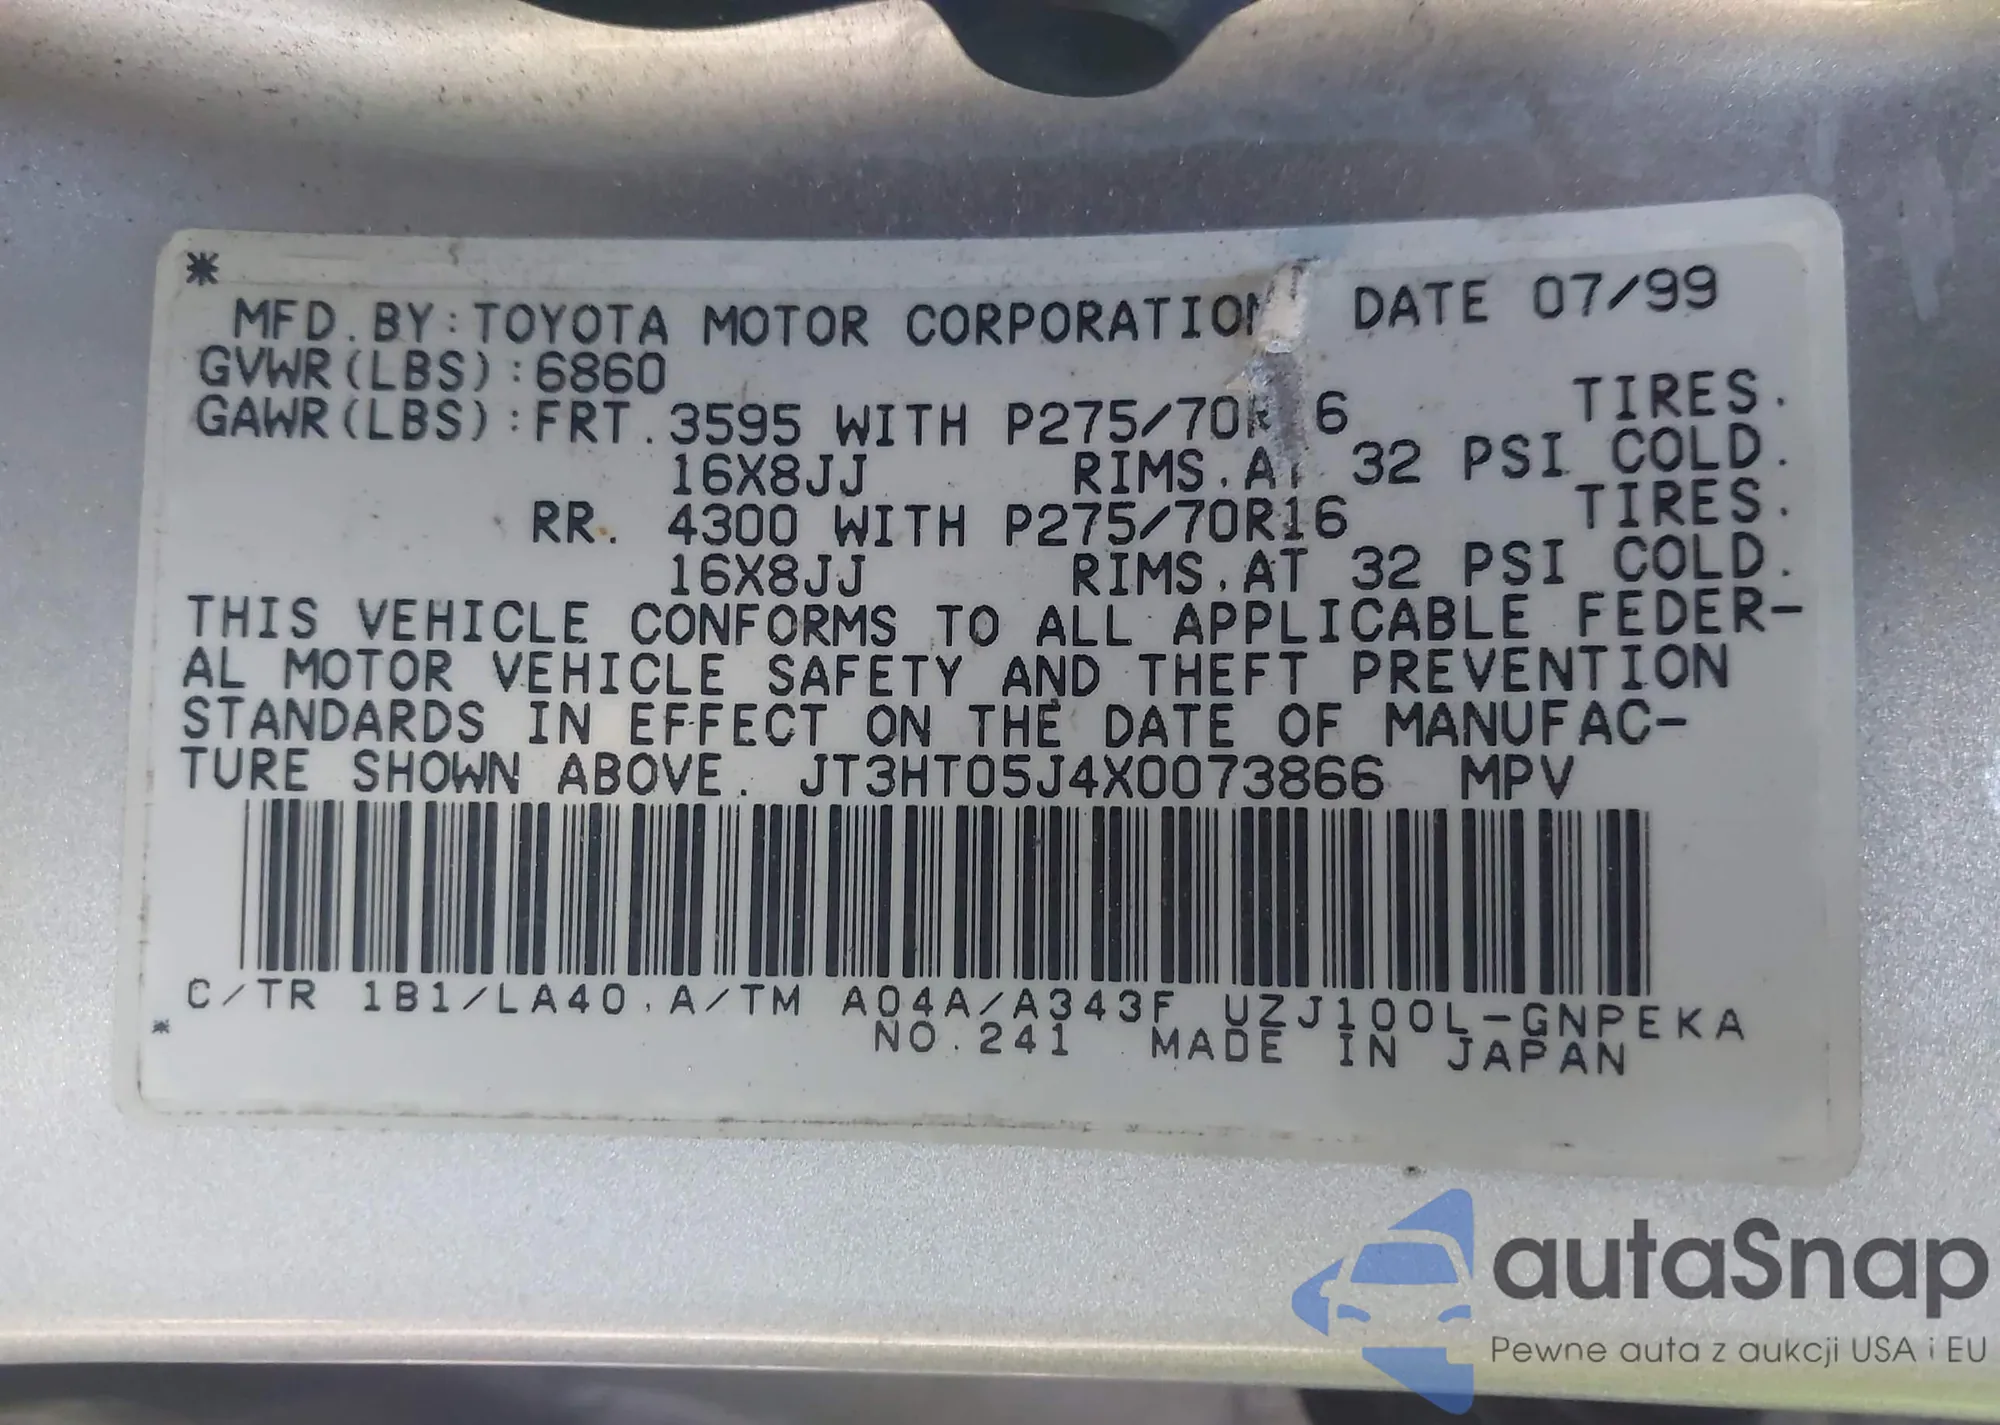 *
MFD.BY:TOYOTA MOTOR CORPORATION DATE 07/99
GVWR(LBS):6860
GAWR(LBS):FRT.3595 WITH P275/70R16 TIRES.
16X8JJ RIMS.AT 32 PSI COLD.
RR. 4300 WITH P275/70R16 TIRES.
16X8JJ RIMS.AT 32 PSI COLD.
THIS VEHICLE CONFORMS TO ALL APPLICABLE FEDER-
AL MOTOR VEHICLE SAFETY AND THEFT PREVENTION
STANDARDS IN EFFECT ON THE DATE OF MANUFAC-
TURE SHOWN ABOVE. JT3HT05J4X0073866 MPV
C/TR 1B1/LA40.A/TM A04A/A343F UZJ100L-GNPEKA
* NO.241 MADE IN JAPAN
autaSnap
Pewne auta z aukcji USA i EU